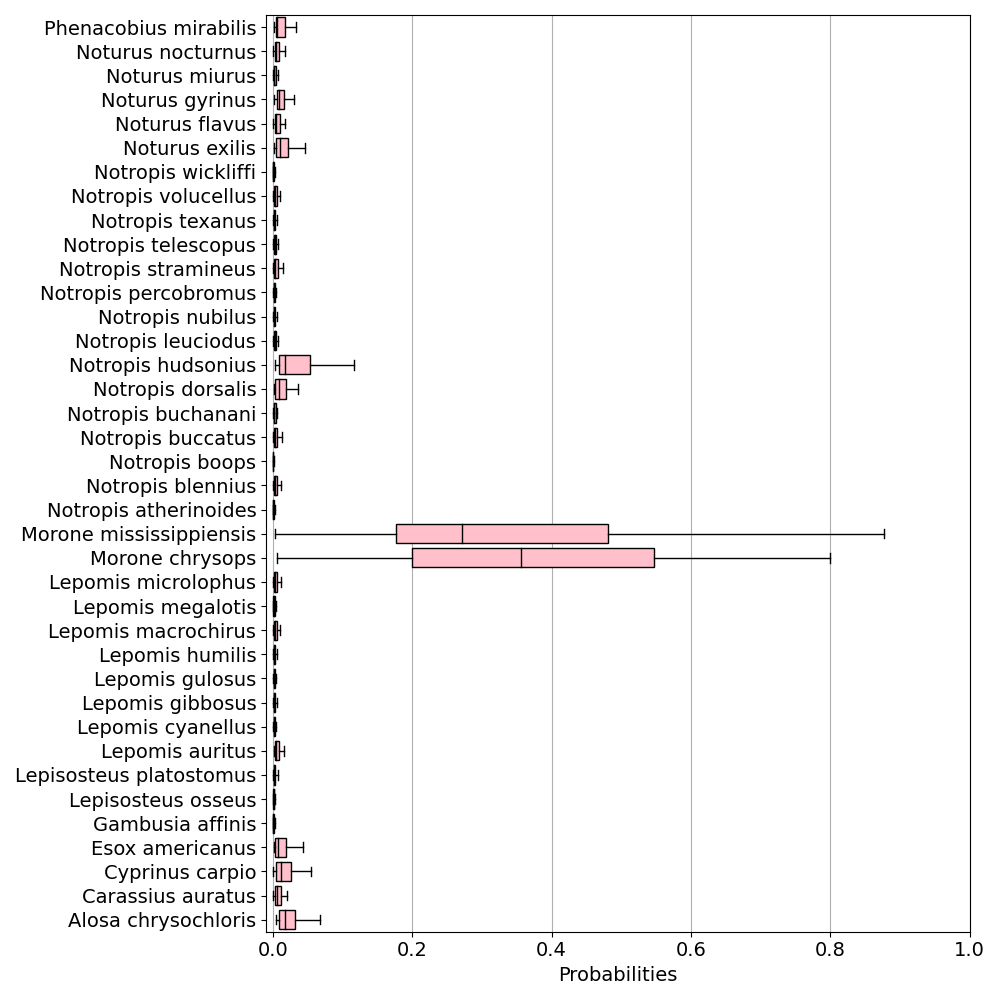 Phenacobius mirabilis
Noturus nocturnus
Noturus miurus
Noturus gyrinus
Noturus flavus
Noturus exilis
Notropis wickliffi
Notropis volucellus
Notropis texanus
Notropis telescopus
Notropis stramineus
Notropis percobromus
Notropis nubilus
Notropis leuciodus
Notropis hudsonius
Notropis dorsalis
Notropis buchanani
Notropis buccatus
Notropis boops
Notropis blennius
Notropis atherinoides
Morone mississippiensis
Morone chrysops
Lepomis microlophus
Lepomis megalotis
Lepomis macrochirus
Lepomis humilis
Lepomis gulosus
Lepomis gibbosus
Lepomis cyanellus
Lepomis auritus
Lepisosteus platostomus
Lepisosteus osseus
Gambusia affinis
Esox americanus
Cyprinus carpio
Carassius auratus
Alosa chrysochloris
0.0 0.2 0.4 0.6 0.8 1.0
Probabilities